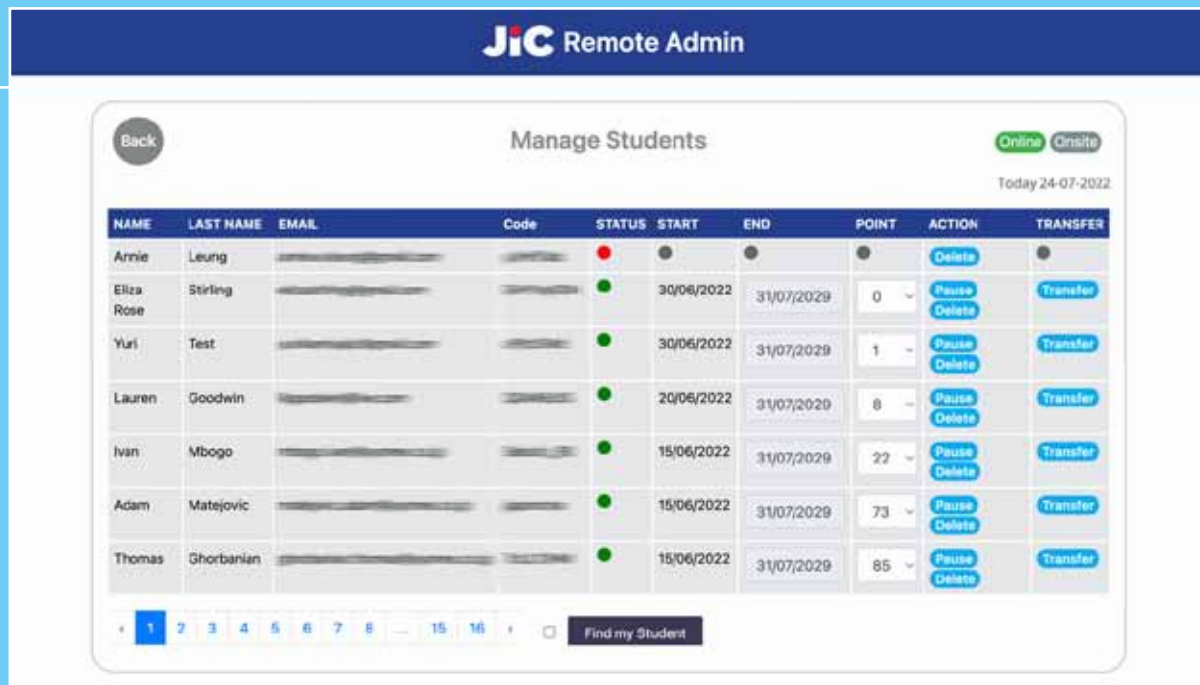 JiC Remote Admin
Back
Manage Students
Online Onsite
Today 24-07-2022
NAME LAST NAME EMAIL Code STATUS START END POINT ACTION TRANSFER
Arnie Leung Delete
Eliza Rose Stirling 30/06/2022 31/07/2029 0 Pause Delete Transfer
Yuri Test 30/06/2022 31/07/2029 1 Pause Delete Transfer
Lauren Goodwin 20/06/2022 31/07/2029 8 Pause Delete Transfer
Ivan Mbogo 15/06/2022 31/07/2029 22 Pause Delete Transfer
Adam Matejovic 15/06/2022 31/07/2029 73 Pause Delete Transfer
Thomas Ghorbanian 15/06/2022 31/07/2029 85 Pause Delete Transfer
‹ 1 2 3 4 5 6 7 8 ... 15 16 › Find my Student